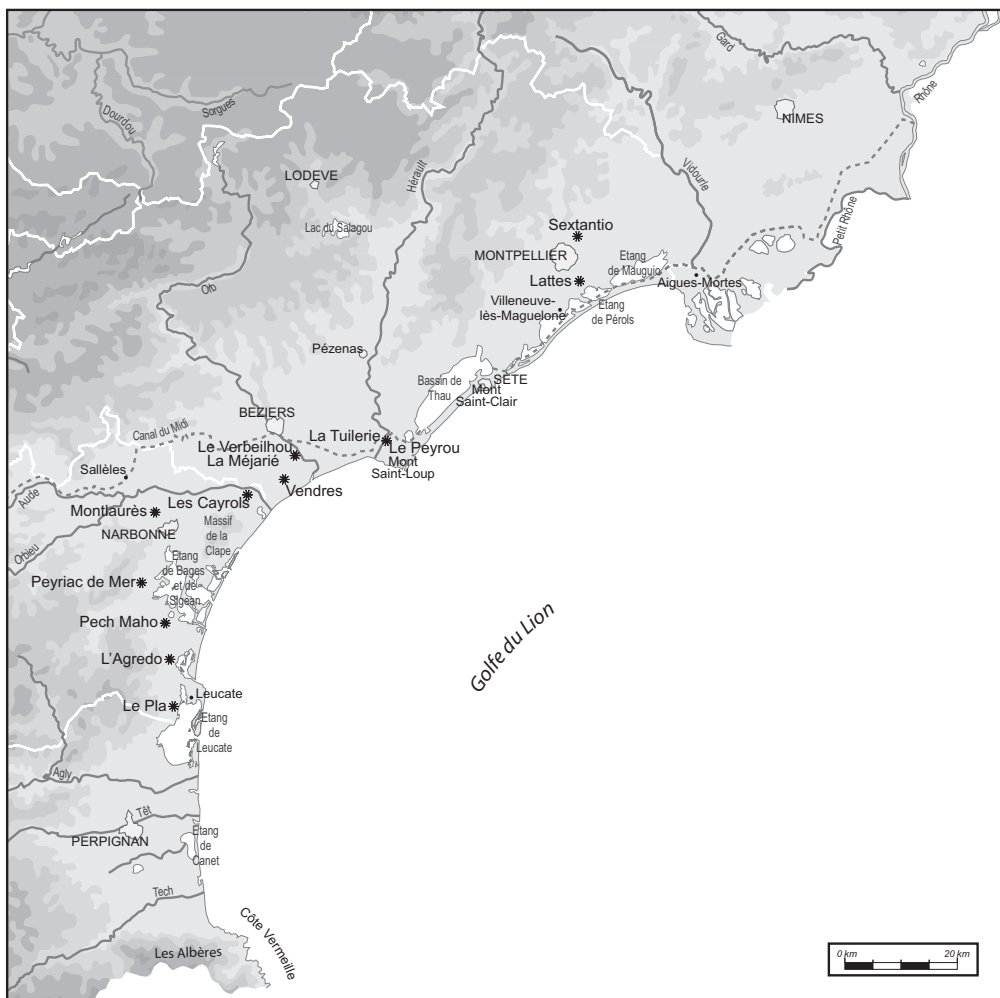 Gard
Rhône
Sorgues
Dourdou
NIMES
LODEVE
Hérault
Vidourle
Lac du Salagou
Sextantio
Petit Rhône
MONTPELLIER
Etang
de Mauguio
Lattes
Aigues-Mortes
Orb
Villeneuve-
lès-Maguelone
Etang
de Pérols
Pézenas
Bassin de
Thau
SETE
Mont
Saint-Clair
BEZIERS
Canal du Midi
La Tuilerie
Le Peyrou
Le Verbeilhou
La Méjarié
Mont
Saint-Loup
Sallèles
Aude
Vendres
Les Cayrols
Montlaurès
NARBONNE
Massif
de la
Clape
Orbieu
Etang
de Bages
et de
Sigean
Peyriac de Mer
Pech Maho
L'Agredo
Golfe du Lion
Leucate
Le Pla
Etang
de
Leucate
Agly
Têt
PERPIGNAN
Etang
de
Canet
Tech
Côte Vermeille
Les Albères
0 km 20 km